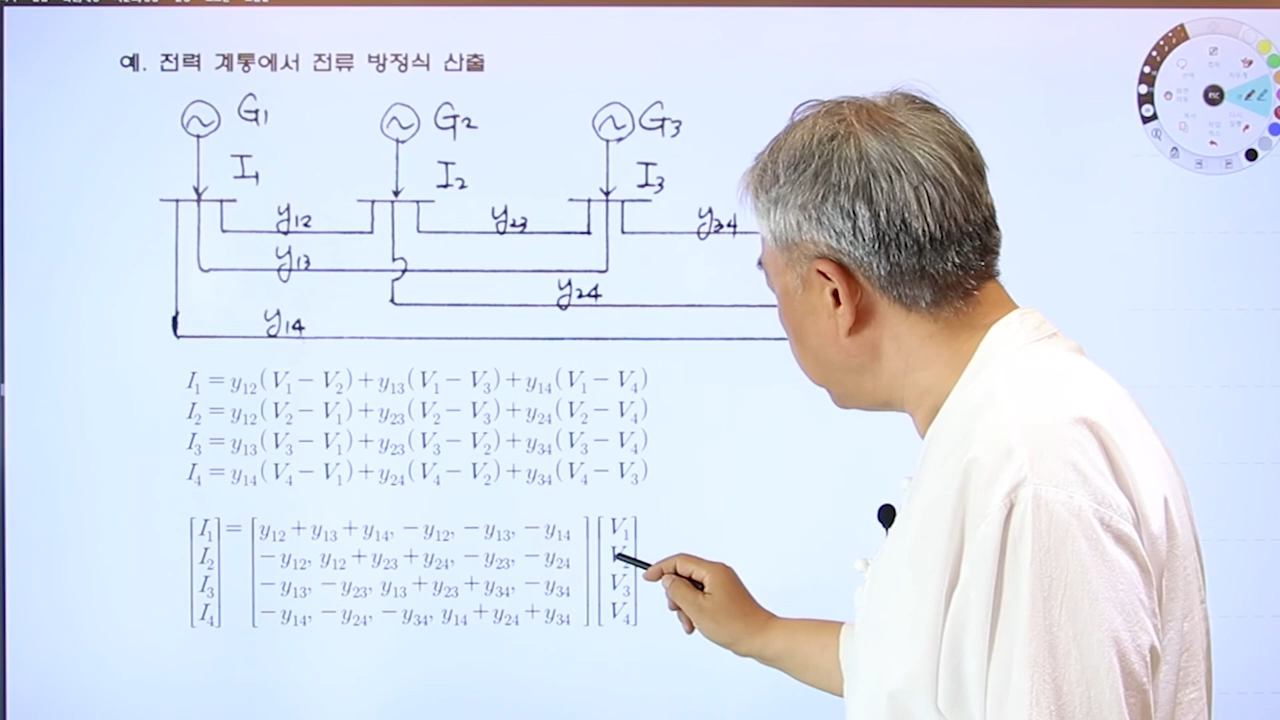 예. 전력 계통에서 전류 방정식 산출
G1 G2 G3
I1 I2 I3
y12 y23 y34
y13
y24
y14
I₁ = y₁₂(V₁ − V₂) + y₁₃(V₁ − V₃) + y₁₄(V₁ − V₄)
I₂ = y₁₂(V₂ − V₁) + y₂₃(V₂ − V₃) + y₂₄(V₂ − V₄)
I₃ = y₁₃(V₃ − V₁) + y₂₃(V₃ − V₂) + y₃₄(V₃ − V₄)
I₄ = y₁₄(V₄ − V₁) + y₂₄(V₄ − V₂) + y₃₄(V₄ − V₃)
[I₁] = [y₁₂ + y₁₃ + y₁₄, − y₁₂, − y₁₃, − y₁₄] [V₁]
[I₂] [− y₁₂, y₁₂ + y₂₃ + y₂₄, − y₂₃, − y₂₄]
[I₃] [− y₁₃, − y₂₃, y₁₃ + y₂₃ + y₃₄, − y₃₄] [V₃]
[I₄] [− y₁₄, − y₂₄, − y₃₄, y₁₄ + y₂₄ + y₃₄] [V₄]
ESC